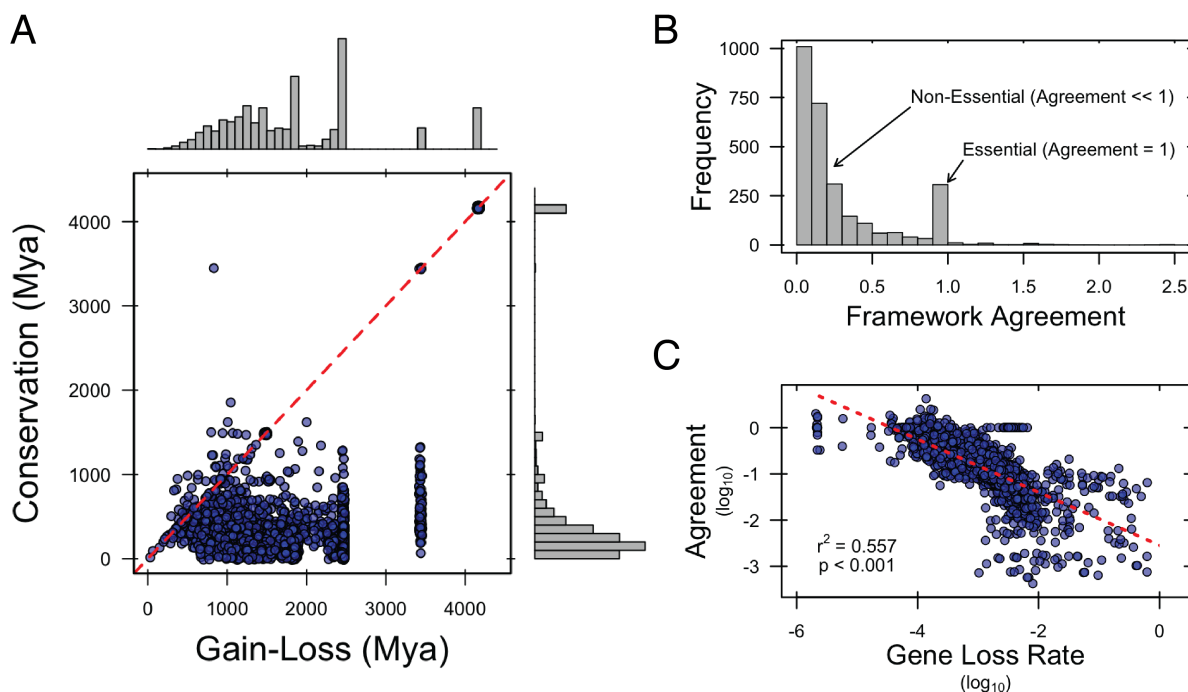 A
Conservation (Mya)
4000
3000
2000
1000
0
0 1000 2000 3000 4000
Gain-Loss (Mya)
B
Frequency
1000
750
500
250
0
Non-Essential (Agreement << 1)
Essential (Agreement = 1)
0.0 0.5 1.0 1.5 2.0 2.5
Framework Agreement
C
Agreement
(log10)
0
-1
-2
-3
r2 = 0.557
p < 0.001
-6 -4 -2 0
Gene Loss Rate
(log10)